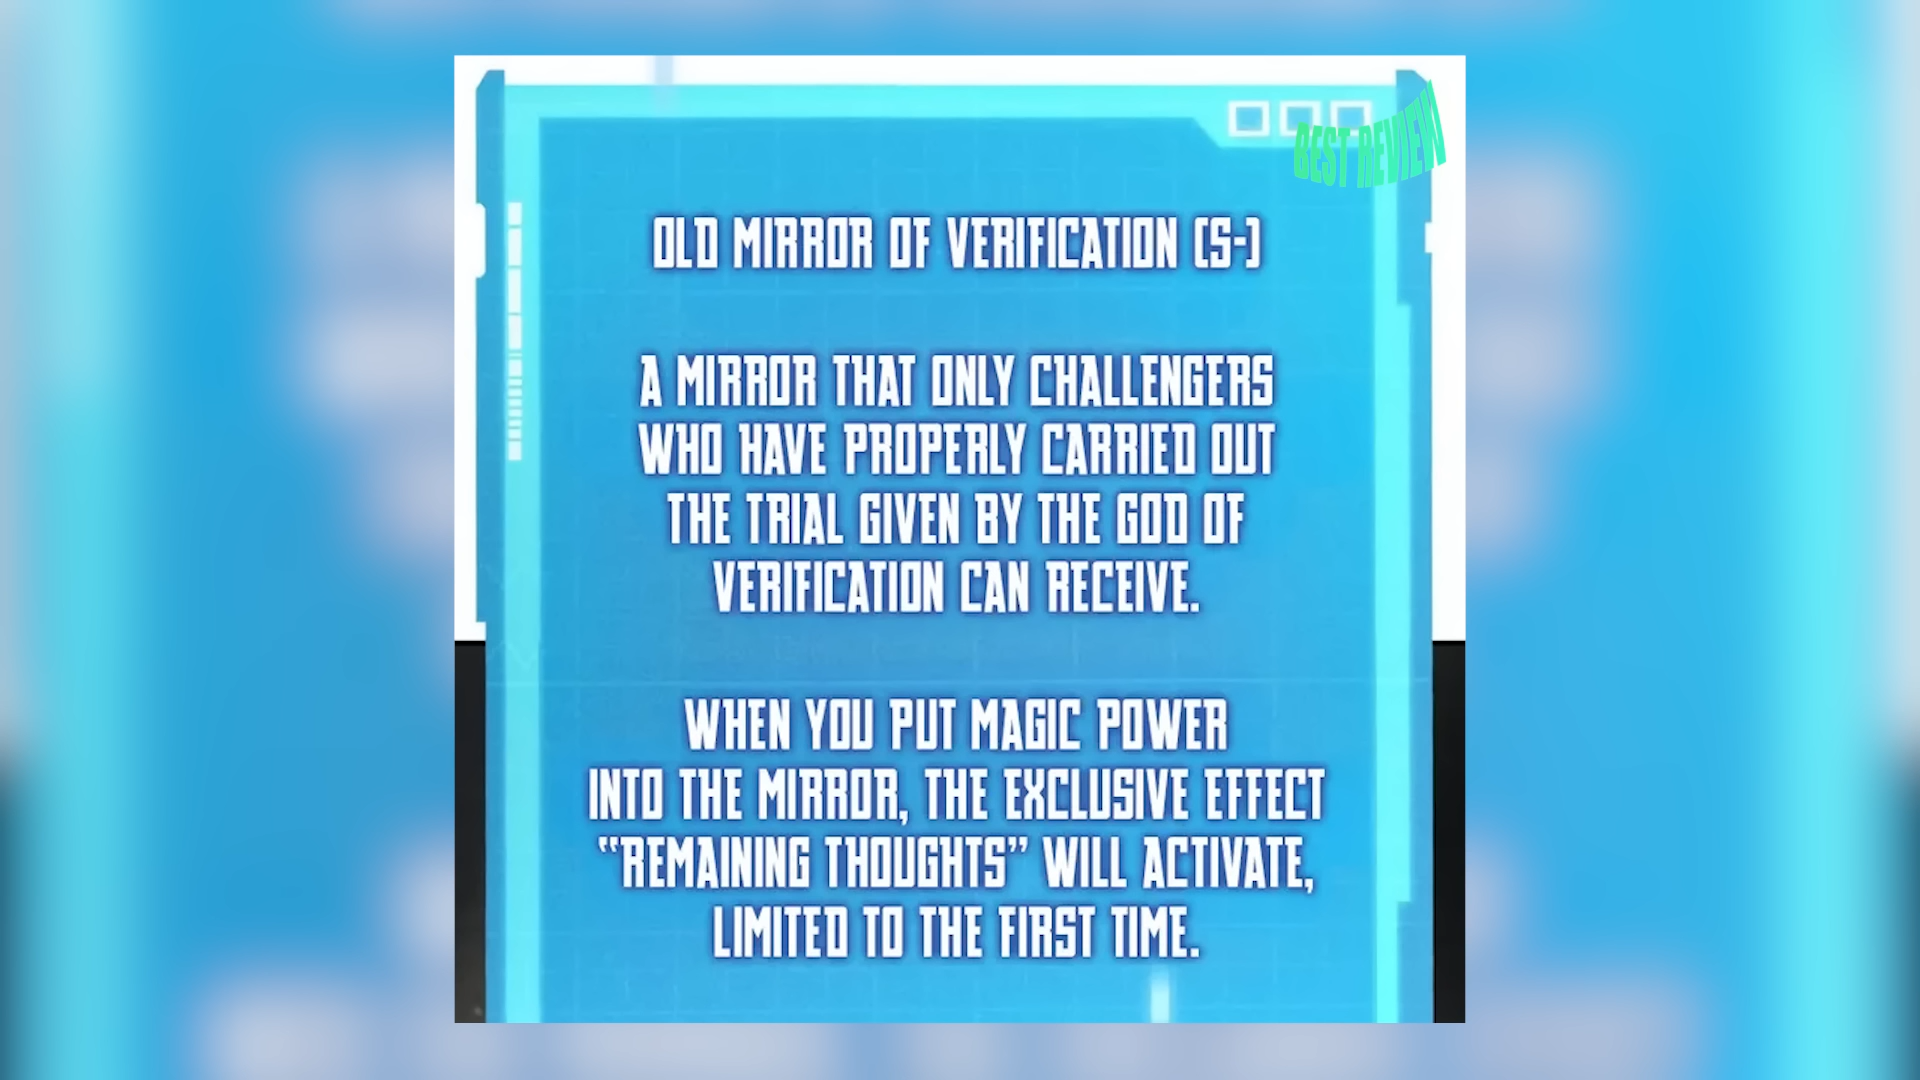 BEST REVIEW
OLD MIRROR OF VERIFICATION (S-)
A MIRROR THAT ONLY CHALLENGERS
WHO HAVE PROPERLY CARRIED OUT
THE TRIAL GIVEN BY THE GOD OF
VERIFICATION CAN RECEIVE.
WHEN YOU PUT MAGIC POWER
INTO THE MIRROR, THE EXCLUSIVE EFFECT
“REMAINING THOUGHTS” WILL ACTIVATE,
LIMITED TO THE FIRST TIME.